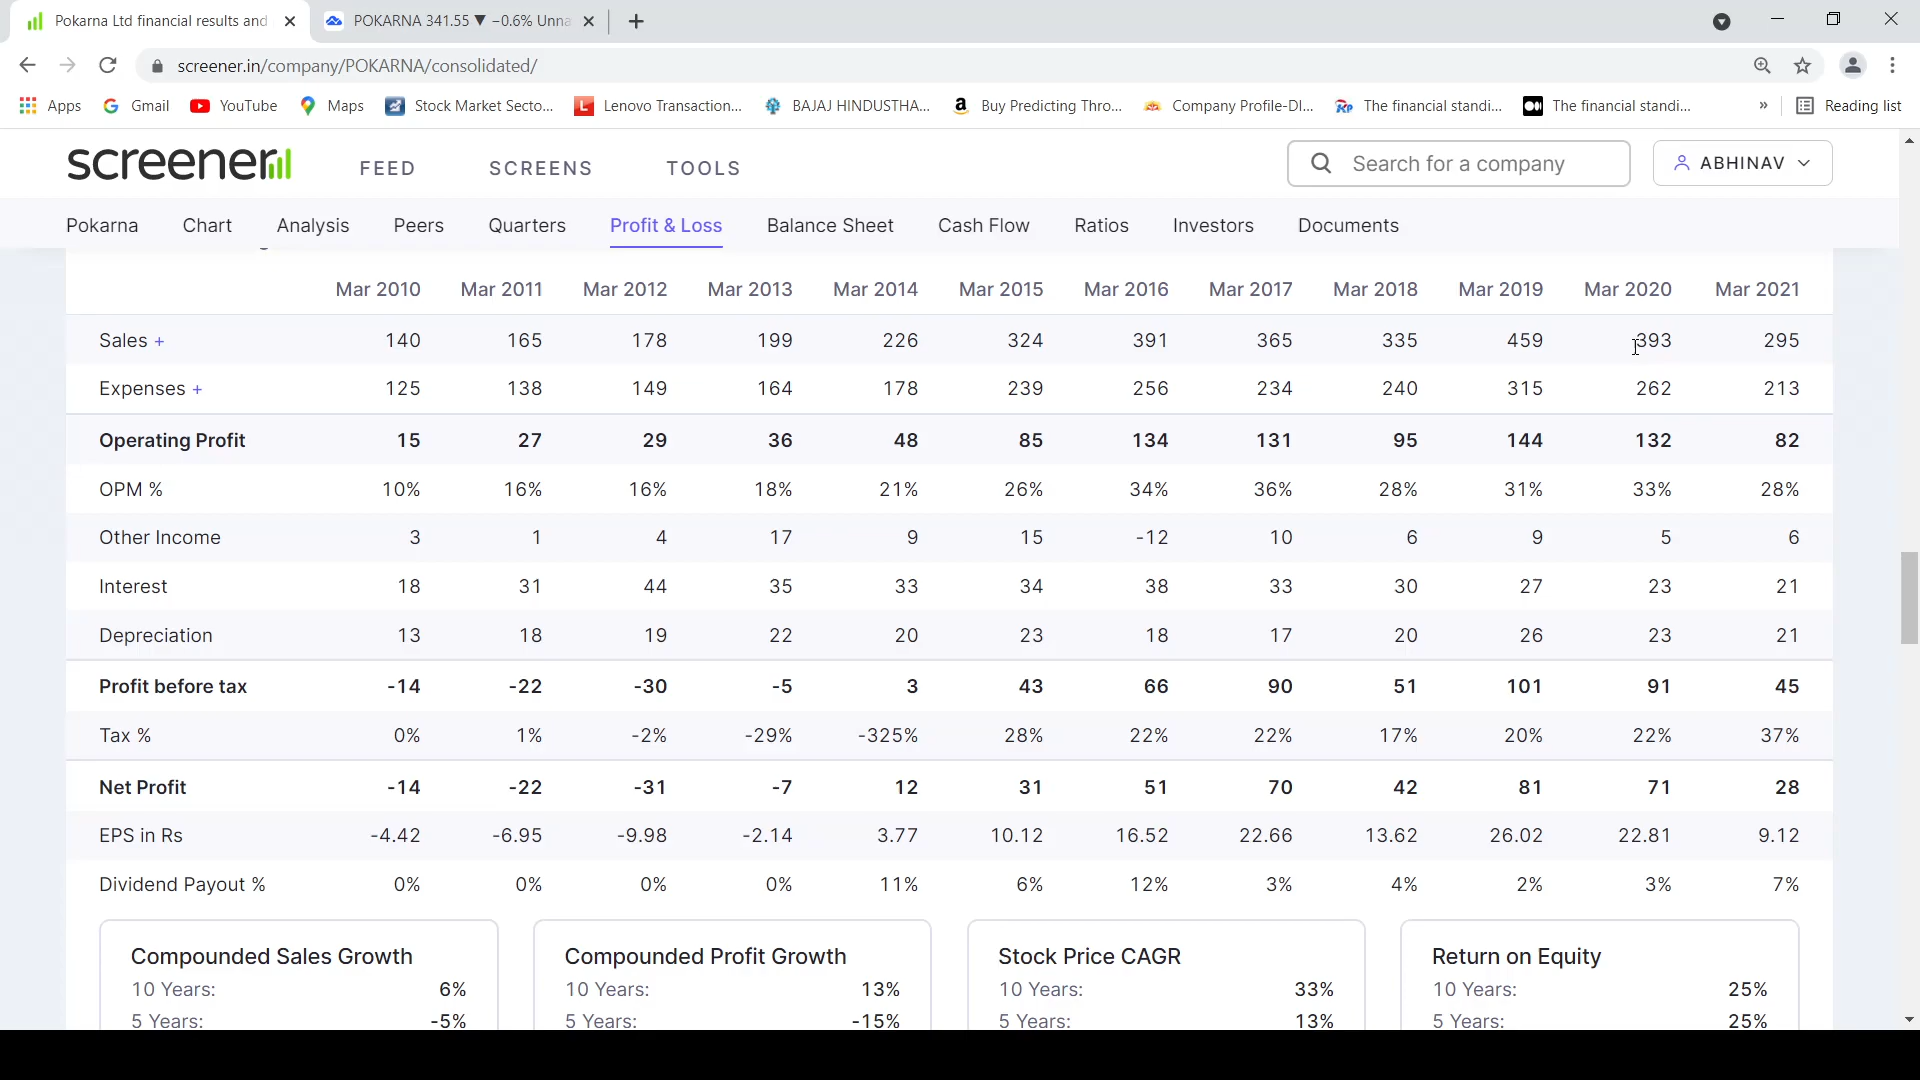 Pokarna Ltd financial results and
POKARNA 341.55 ▼ −0.6% Unna
screener.in/company/POKARNA/consolidated/
Apps Gmail YouTube Maps Stock Market Secto... Lenovo Transaction... BAJAJ HINDUSTHA... Buy Predicting Thro... Company Profile-DI... The financial standi... The financial standi... » Reading list
screener FEED SCREENS TOOLS Search for a company ABHINAV
Pokarna Chart Analysis Peers Quarters Profit & Loss Balance Sheet Cash Flow Ratios Investors Documents
Mar 2010 Mar 2011 Mar 2012 Mar 2013 Mar 2014 Mar 2015 Mar 2016 Mar 2017 Mar 2018 Mar 2019 Mar 2020 Mar 2021
Sales + 140 165 178 199 226 324 391 365 335 459 393 295
Expenses + 125 138 149 164 178 239 256 234 240 315 262 213
Operating Profit 15 27 29 36 48 85 134 131 95 144 132 82
OPM % 10% 16% 16% 18% 21% 26% 34% 36% 28% 31% 33% 28%
Other Income 3 1 4 17 9 15 -12 10 6 9 5 6
Interest 18 31 44 35 33 34 38 33 30 27 23 21
Depreciation 13 18 19 22 20 23 18 17 20 26 23 21
Profit before tax -14 -22 -30 -5 3 43 66 90 51 101 91 45
Tax % 0% 1% -2% -29% -325% 28% 22% 22% 17% 20% 22% 37%
Net Profit -14 -22 -31 -7 12 31 51 70 42 81 71 28
EPS in Rs -4.42 -6.95 -9.98 -2.14 3.77 10.12 16.52 22.66 13.62 26.02 22.81 9.12
Dividend Payout % 0% 0% 0% 0% 11% 6% 12% 3% 4% 2% 3% 7%
Compounded Sales Growth
10 Years: 6%
5 Years: -5%
Compounded Profit Growth
10 Years: 13%
5 Years: -15%
Stock Price CAGR
10 Years: 33%
5 Years: 13%
Return on Equity
10 Years: 25%
5 Years: 25%